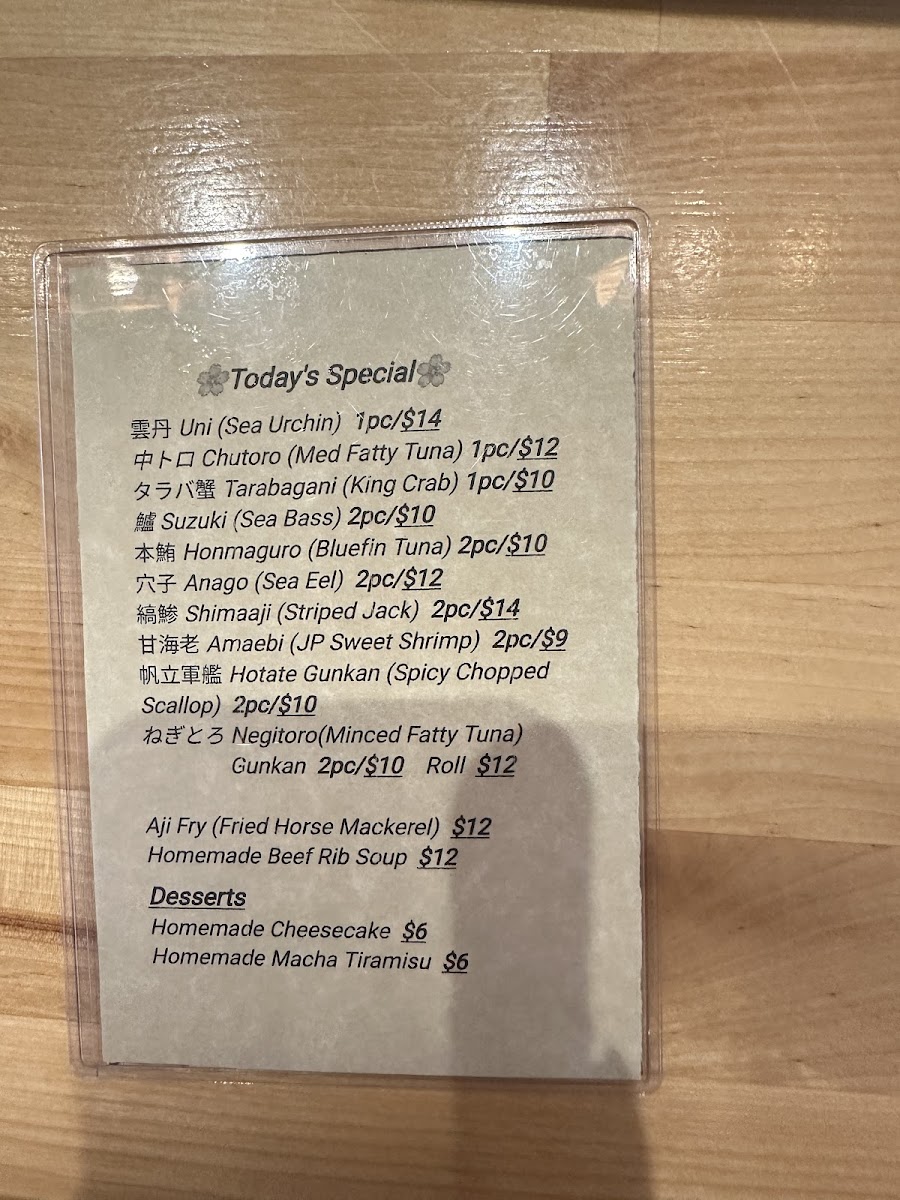 🌸Today's Special🌸
雲丹 Uni (Sea Urchin) 1pc/$14
中トロ Chutoro (Med Fatty Tuna) 1pc/$12
タラバ蟹 Tarabagani (King Crab) 1pc/$10
鱸 Suzuki (Sea Bass) 2pc/$10
本鮪 Honmaguro (Bluefin Tuna) 2pc/$10
穴子 Anago (Sea Eel) 2pc/$12
縞鯵 Shimaaji (Striped Jack) 2pc/$14
甘海老 Amaebi (JP Sweet Shrimp) 2pc/$9
帆立軍艦 Hotate Gunkan (Spicy Chopped
Scallop) 2pc/$10
ねぎとろ Negitoro(Minced Fatty Tuna)
Gunkan 2pc/$10 Roll $12
Aji Fry (Fried Horse Mackerel) $12
Homemade Beef Rib Soup $12
Desserts
Homemade Cheesecake $6
Homemade Macha Tiramisu $6